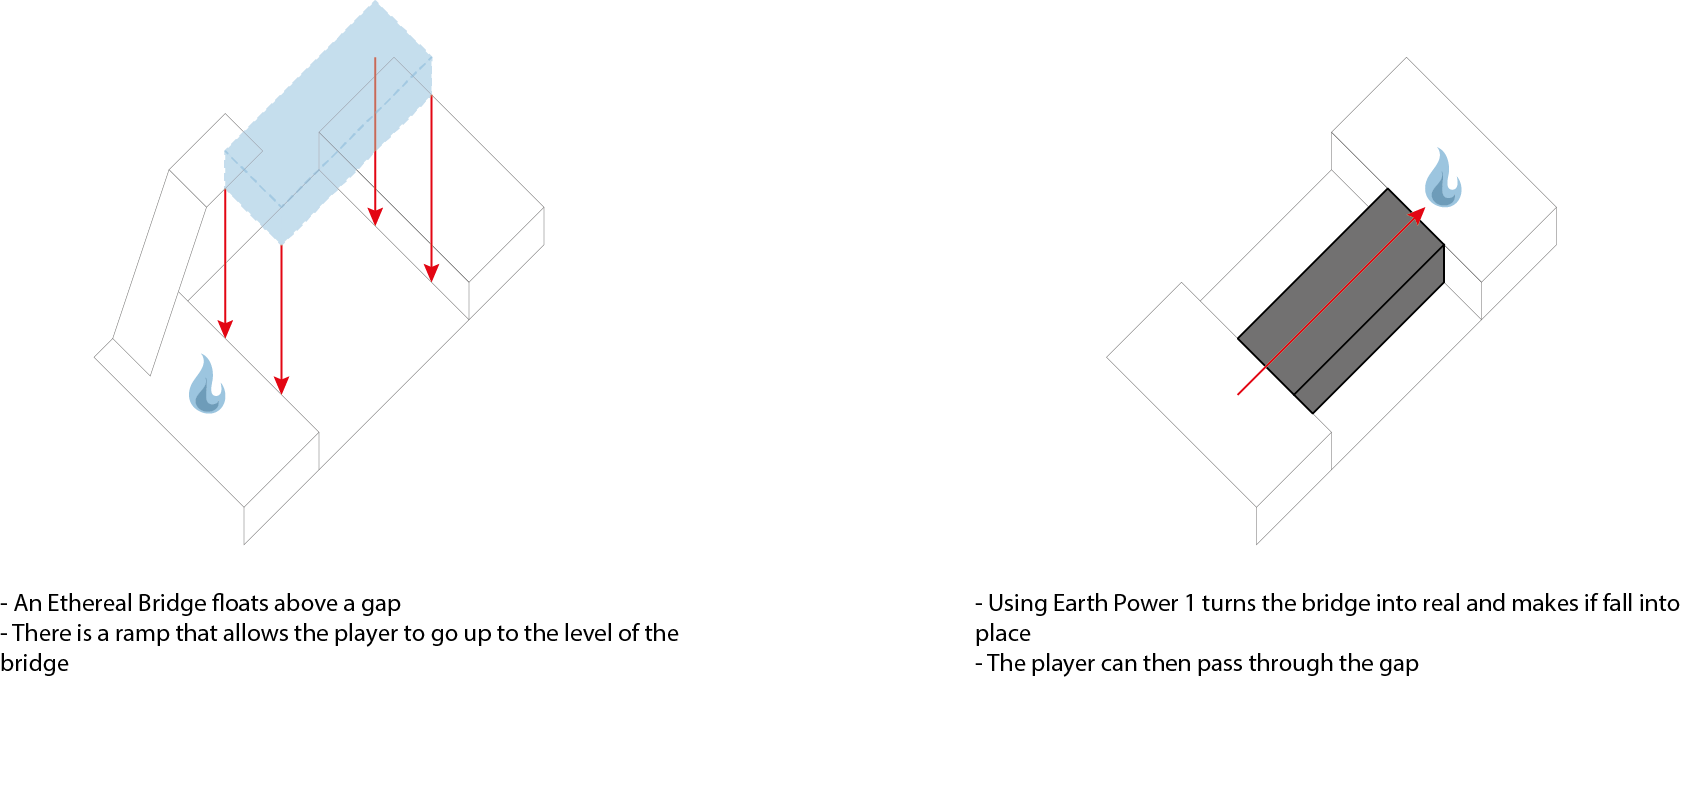 - An Ethereal Bridge floats above a gap
- There is a ramp that allows the player to go up to the level of the
bridge
- Using Earth Power 1 turns the bridge into real and makes if fall into
place
- The player can then pass through the gap